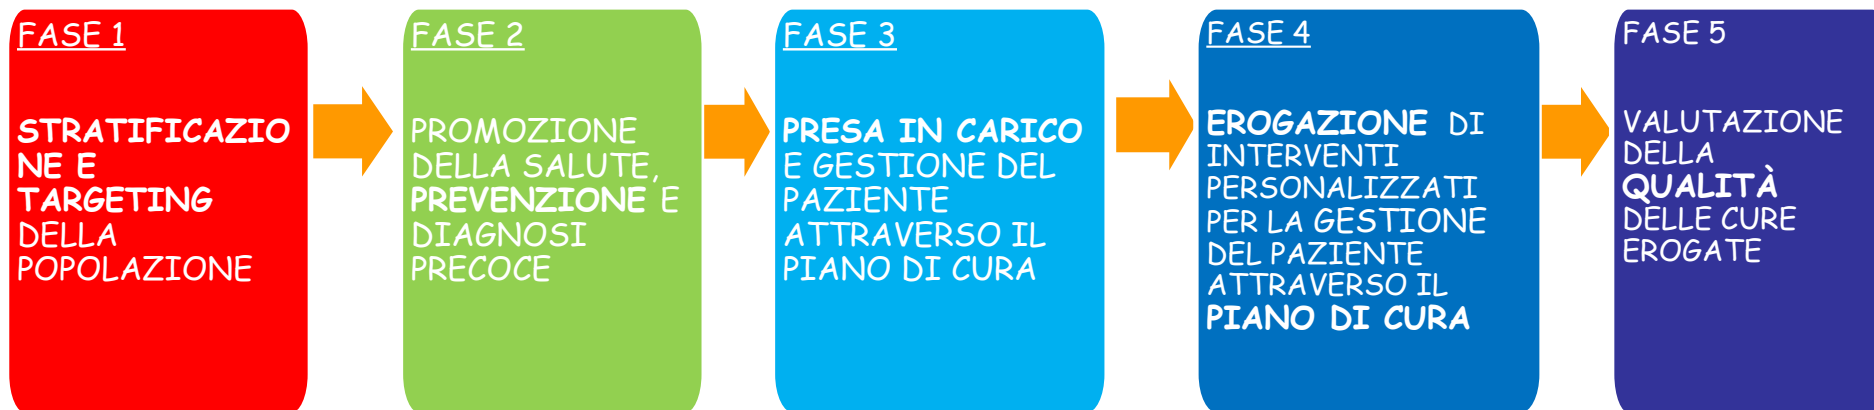 FASE 1
STRATIFICAZIO
NE E
TARGETING
DELLA
POPOLAZIONE
FASE 2
PROMOZIONE
DELLA SALUTE,
PREVENZIONE E
DIAGNOSI
PRECOCE
FASE 3
PRESA IN CARICO
E GESTIONE DEL
PAZIENTE
ATTRAVERSO IL
PIANO DI CURA
FASE 4
EROGAZIONE DI
INTERVENTI
PERSONALIZZATI
PER LA GESTIONE
DEL PAZIENTE
ATTRAVERSO IL
PIANO DI CURA
FASE 5
VALUTAZIONE
DELLA
QUALITÀ
DELLE CURE
EROGATE